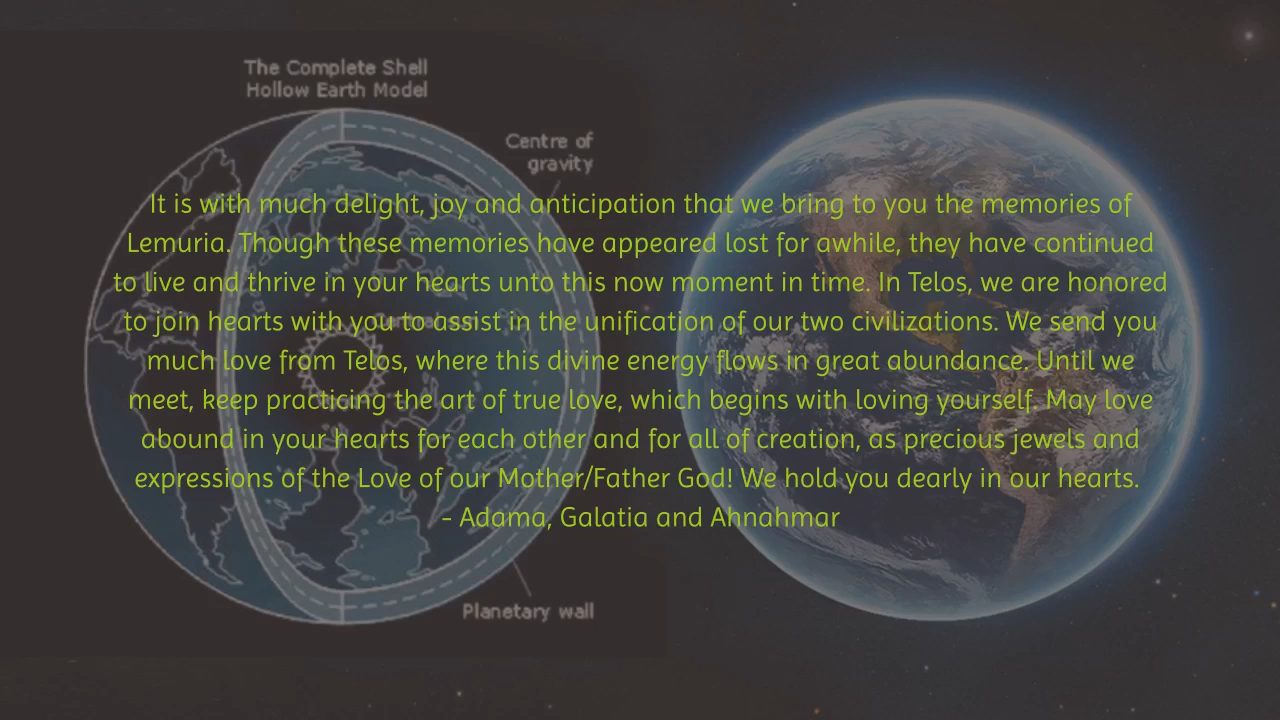 The Complete Shell
Hollow Earth Model
Centre of
gravity
It is with much delight, joy and anticipation that we bring to you the memories of
Lemuria. Though these memories have appeared lost for awhile, they have continued
to live and thrive in your hearts unto this now moment in time. In Telos, we are honored
to join hearts with you to assist in the unification of our two civilizations. We send you
much love from Telos, where this divine energy flows in great abundance. Until we
meet, keep practicing the art of true love, which begins with loving yourself. May love
abound in your hearts for each other and for all of creation, as precious jewels and
expressions of the Love of our Mother/Father God! We hold you dearly in our hearts.
- Adama, Galatia and Ahnahmar
Planetary wall